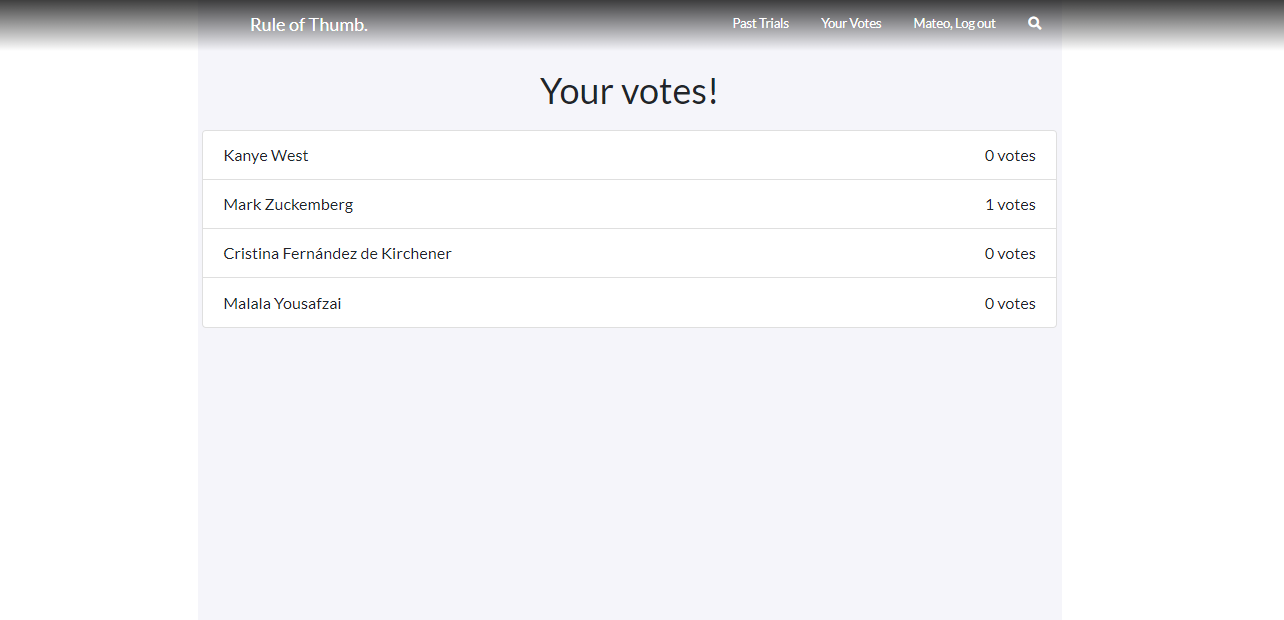 Rule of Thumb. Past Trials Your Votes Mateo, Log out
Your votes!
Kanye West 0 votes
Mark Zuckemberg 1 votes
Cristina Fernández de Kirchener 0 votes
Malala Yousafzai 0 votes